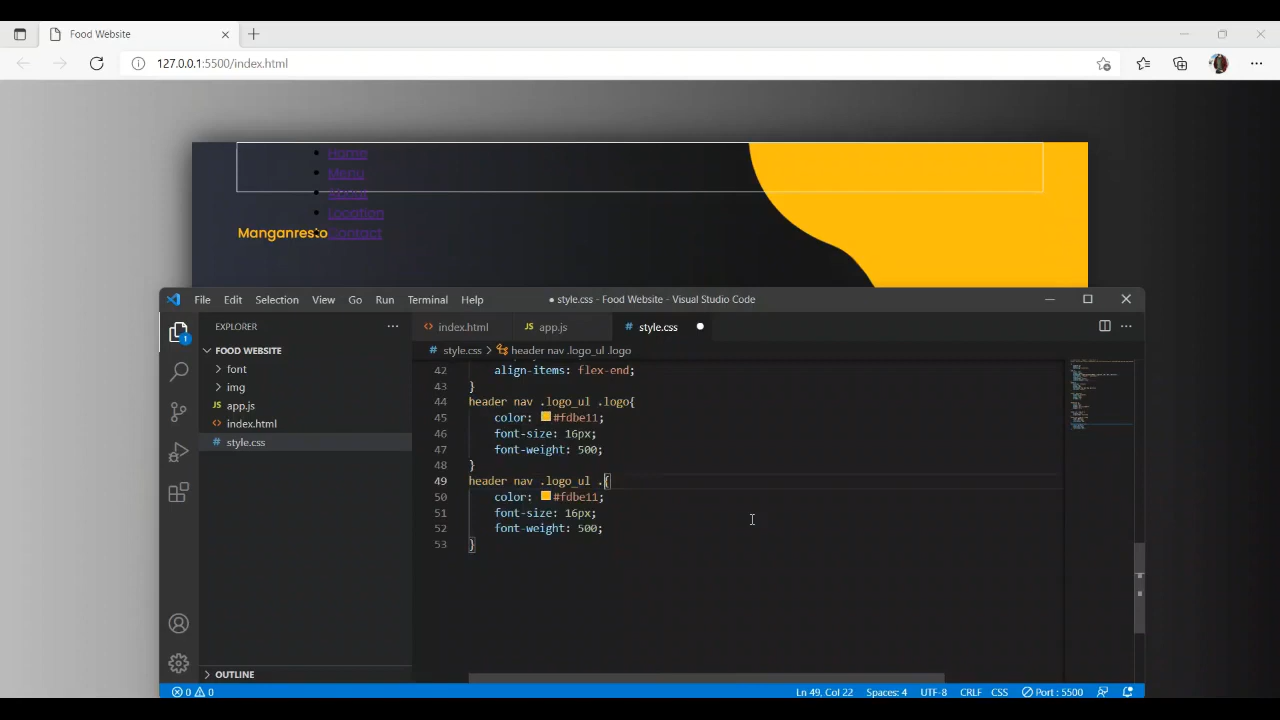 Food Website
127.0.0.1:5500/index.html
Home
Menu
About
Location
Manganresto
Contact
File Edit Selection View Go Run Terminal Help
● style.css - Food Website - Visual Studio Code
EXPLORER
index.html
JS app.js
# style.css
FOOD WEBSITE
# style.css > header nav .logo_ul .logo
font
img
JS app.js
<> index.html
# style.css
42 align-items: flex-end;
43 }
44 header nav .logo_ul .logo{
45 color: #fdbe11;
46 font-size: 16px;
47 font-weight: 500;
48 }
49 header nav .logo_ul .{
50 color: #fdbe11;
51 font-size: 16px;
52 font-weight: 500;
53 }
1
OUTLINE
0 0
Ln 49, Col 22 Spaces: 4 UTF-8 CRLF CSS Port : 5500